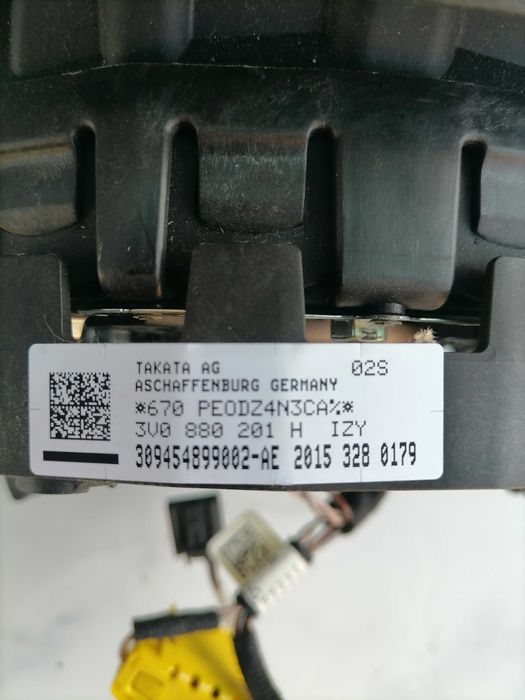 TAKATA AG 02S
ASCHAFFENBURG GERMANY
*670 PEODZ4N3CA%*
3V0 880 201 H IZY
309454899002-AE 2015 328 0179